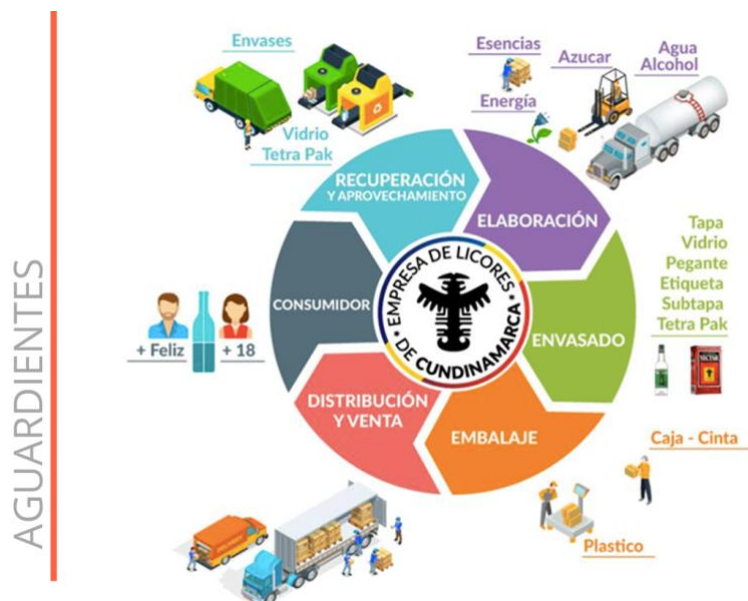 AGUARDIENTES
Envases
Vidrio
Tetra Pak
Esencias
Energía
Azucar
Agua
Alcohol
RECUPERACIÓN
Y APROVECHAMIENTO
ELABORACIÓN
Tapa
Vidrio
Pegante
Etiqueta
Subtapa
Tetra Pak
ENVASADO
EMBALAJE
Caja - Cinta
Plastico
DISTRIBUCIÓN
Y VENTA
CONSUMIDOR
+ Feliz
+ 18
• EMPRESA DE LICORES •
DE CUNDINAMARCA